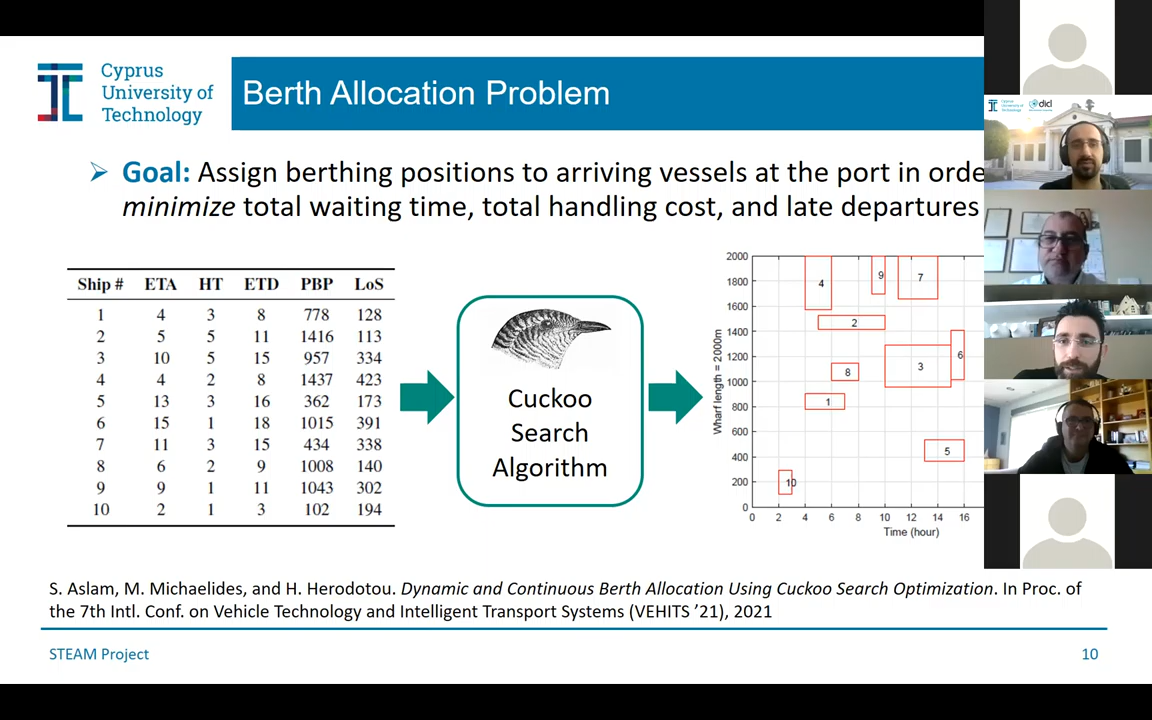 Cyprus
University of
Technology
Berth Allocation Problem
➤ Goal: Assign berthing positions to arriving vessels at the port in orde
minimize total waiting time, total handling cost, and late departures
Ship # ETA HT ETD PBP LoS
1 4 3 8 778 128
2 5 5 11 1416 113
3 10 5 15 957 334
4 4 2 8 1437 423
5 13 3 16 362 173
6 15 1 18 1015 391
7 11 3 15 434 338
8 6 2 9 1008 140
9 9 1 11 1043 302
10 2 1 3 102 194
Cuckoo
Search
Algorithm
Wharf length = 2000m
2000
1800
1600
1400
1200
1000
800
600
400
200
0
4
9
7
2
6
3
8
1
5
10
0 2 4 6 8 10 12 14 16
Time (hour)
Cyprus
University of
Technology
dicl
S. Aslam, M. Michaelides, and H. Herodotou. Dynamic and Continuous Berth Allocation Using Cuckoo Search Optimization. In Proc. of
the 7th Intl. Conf. on Vehicle Technology and Intelligent Transport Systems (VEHITS ’21), 2021
STEAM Project
10